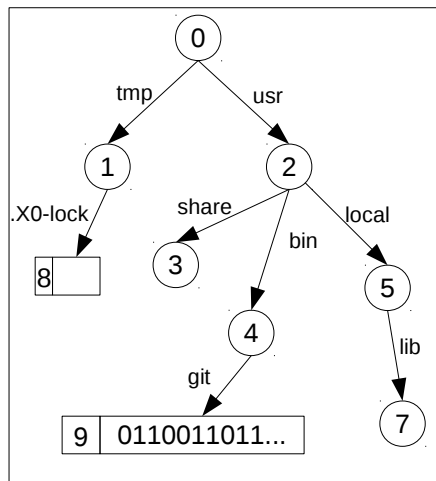 0
tmp usr
1 2
.X0-lock share bin local
8 3 5
4 lib
git
9 0110011011... 7